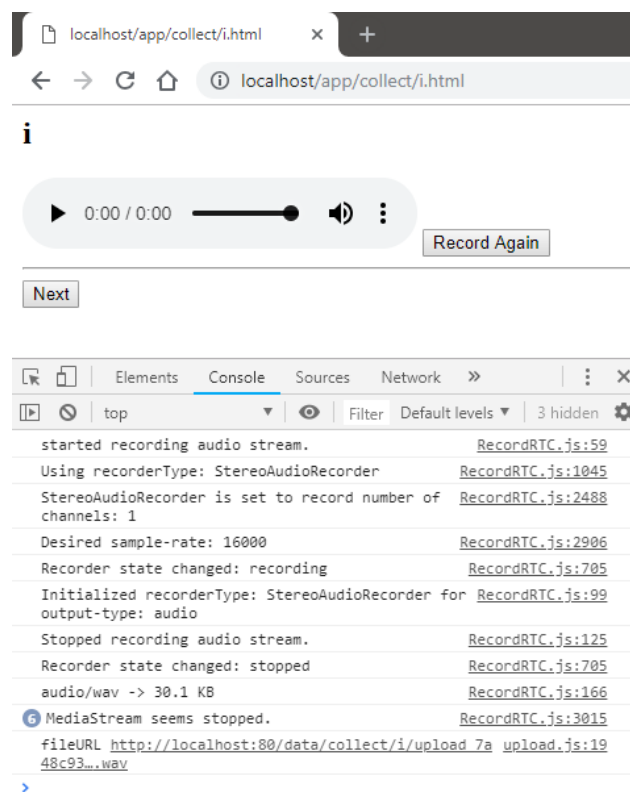 localhost/app/collect/i.html × +
localhost/app/collect/i.html
i
0:00 / 0:00
Record Again
Next
Elements Console Sources Network »
top Filter Default levels ▼ 3 hidden
started recording audio stream. RecordRTC.js:59
Using recorderType: StereoAudioRecorder RecordRTC.js:1045
StereoAudioRecorder is set to record number of RecordRTC.js:2488
channels: 1
Desired sample-rate: 16000 RecordRTC.js:2906
Recorder state changed: recording RecordRTC.js:705
Initialized recorderType: StereoAudioRecorder for RecordRTC.js:99
output-type: audio
Stopped recording audio stream. RecordRTC.js:125
Recorder state changed: stopped RecordRTC.js:705
audio/wav -> 30.1 KB RecordRTC.js:166
6 MediaStream seems stopped. RecordRTC.js:3015
fileURL http://localhost:80/data/collect/i/upload_7a upload.js:19
48c93….wav